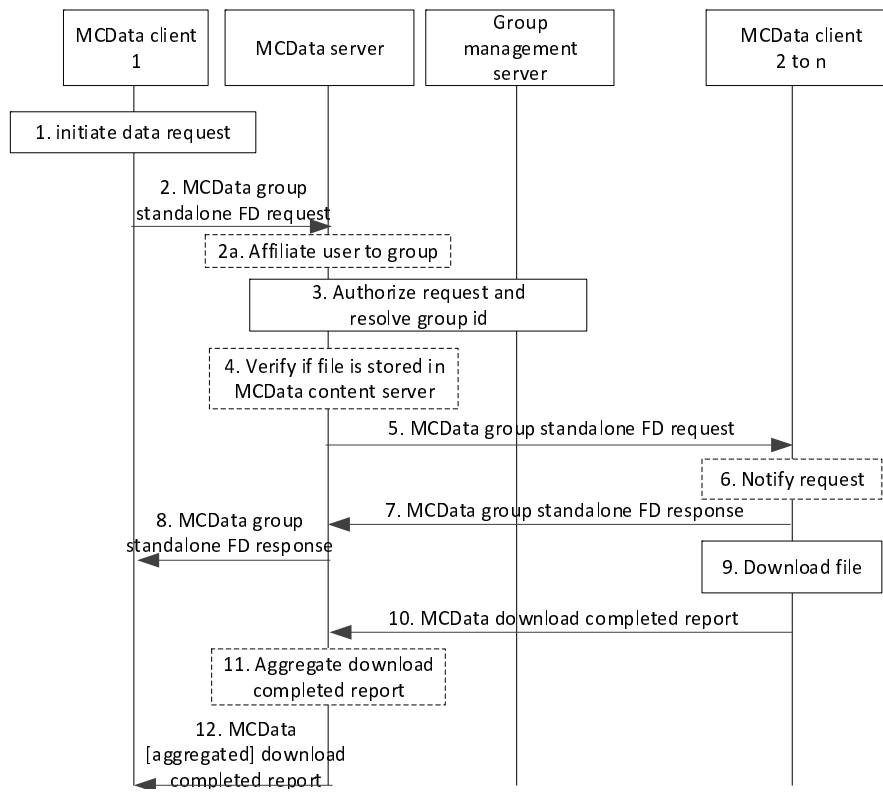 MCData client
1
MCData server
Group
management
server
MCData client
2 to n
1. initiate data request
2. MCData group
standalone FD request
2a. Affiliate user to group
3. Authorize request and
resolve group id
4. Verify if file is stored in
MCData content server
5. MCData group standalone FD request
6. Notify request
7. MCData group standalone FD response
8. MCData group
standalone FD response
9. Download file
10. MCData download completed report
11. Aggregate download
completed report
12. MCData
[aggregated] download
completed report